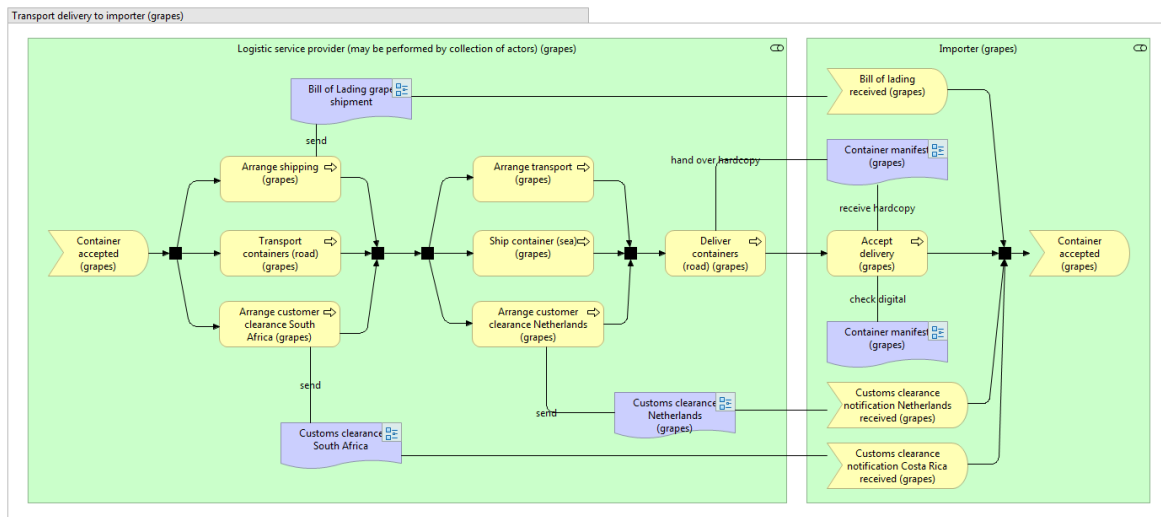 Transport delivery to importer (grapes)
Logistic service provider (may be performed by collection of actors) (grapes)
Importer (grapes)
Bill of Lading grape
shipment
Bill of lading
received (grapes)
send
hand over hardcopy
Container manifest
(grapes)
Arrange shipping
(grapes)
Arrange transport
(grapes)
receive hardcopy
Container
accepted
(grapes)
Transport
containers (road)
(grapes)
Ship container (sea)
(grapes)
Deliver
containers
(road) (grapes)
Accept
delivery
(grapes)
Container
accepted
(grapes)
check digital
Arrange customer
clearance South
Africa (grapes)
Arrange customer
clearance Netherlands
(grapes)
Container manifest
(grapes)
send
send
Customs clearance
Netherlands
(grapes)
Customs clearance
notification Netherlands
received (grapes)
Customs clearance
South Africa
Customs clearance
notification Costa Rica
received (grapes)